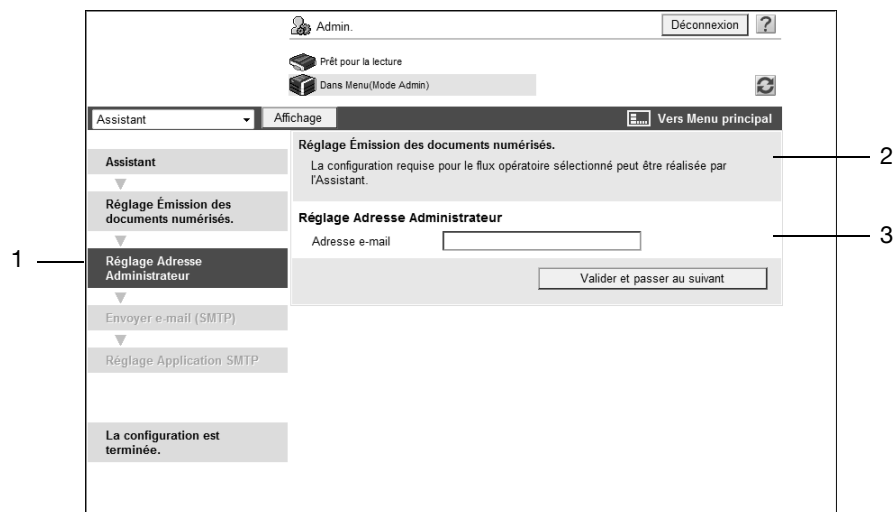 Admin.
Déconnexion
?
Prêt pour la lecture
Dans Menu(Mode Admin)
Assistant
Affichage
Vers Menu principal
Assistant
Réglage Émission des
documents numérisés.
Réglage Adresse
Administrateur
Envoyer e-mail (SMTP)
Réglage Application SMTP
La configuration est
terminée.
Réglage Émission des documents numérisés.
La configuration requise pour le flux opératoire sélectionné peut être réalisée par
l'Assistant.
Réglage Adresse Administrateur
Adresse e-mail
Valider et passer au suivant
1
2
3